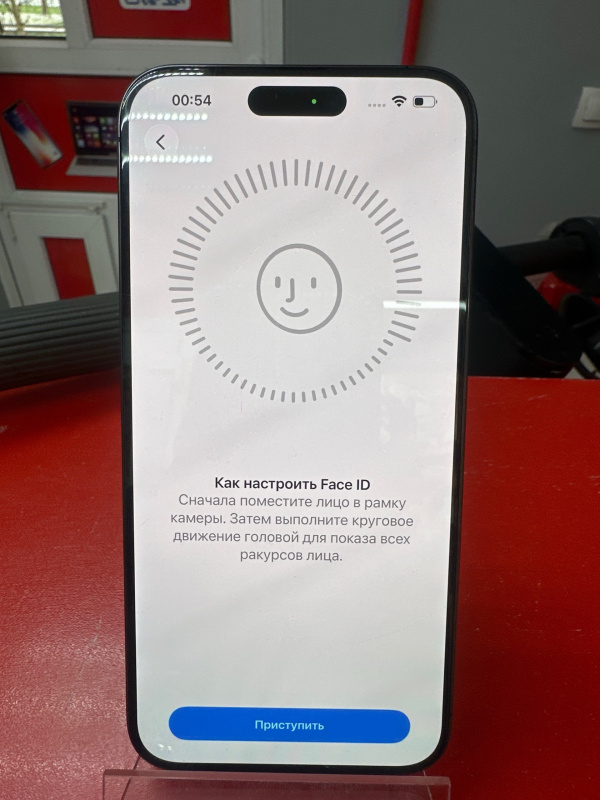 00:54
Как настроить Face ID
Сначала поместите лицо в рамку
камеры. Затем выполните круговое
движение головой для показа всех
ракурсов лица.
Приступить